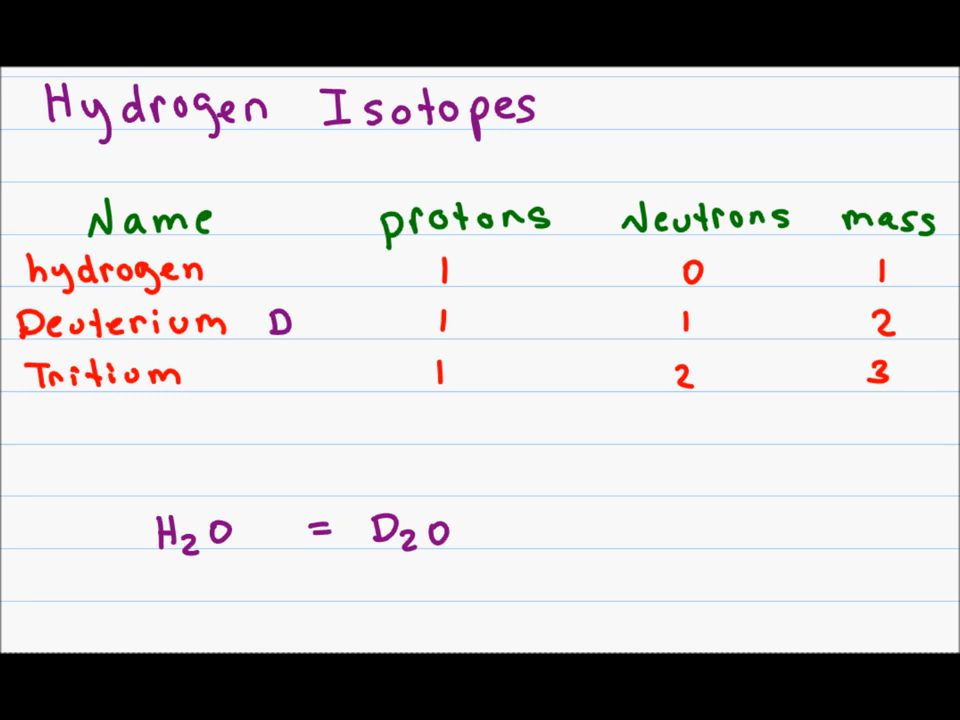 Hydrogen Isotopes
Name protons Neutrons mass
hydrogen 1 0 1
Deuterium D 1 1 2
Tritium 1 2 3
H₂O = D₂O